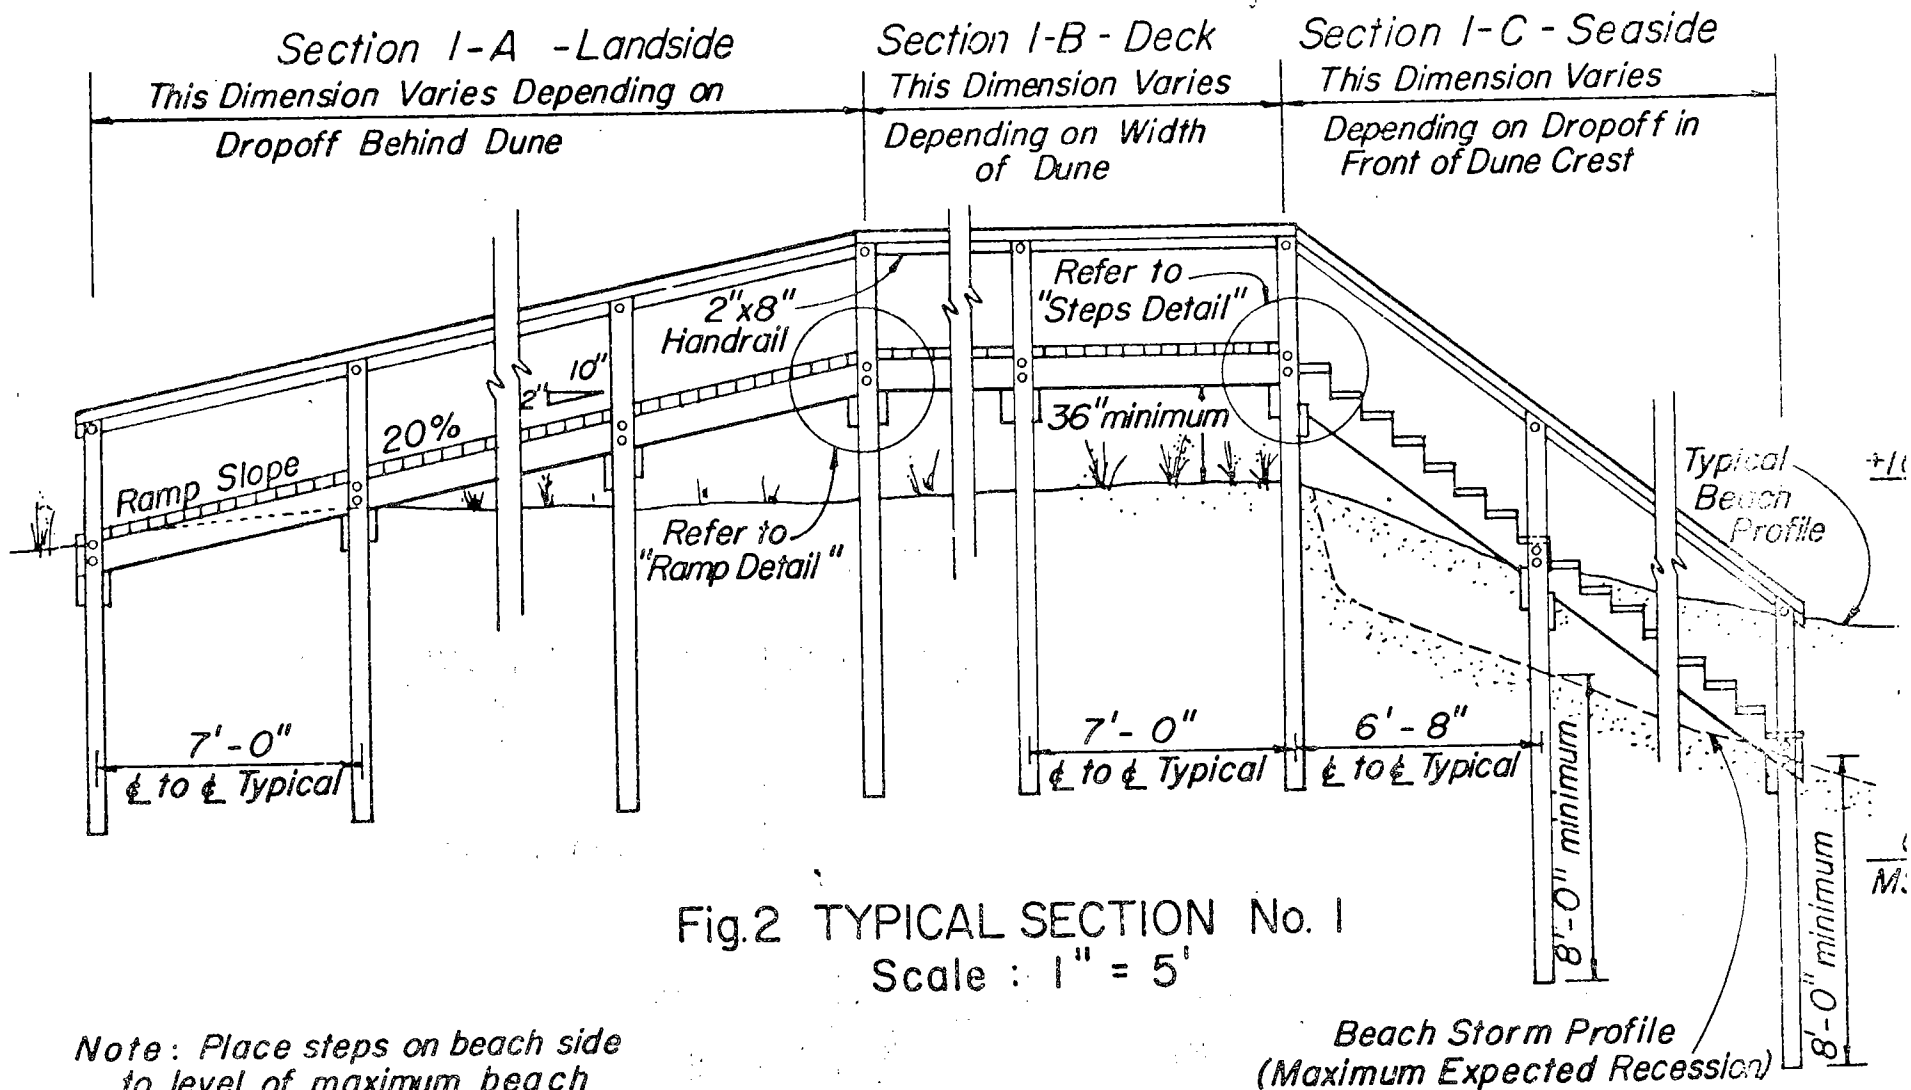 Section 1-A - Landside
This Dimension Varies Depending on
Dropoff Behind Dune
Section 1-B - Deck
This Dimension Varies
Depending on Width
of Dune
Section 1-C - Seaside
This Dimension Varies
Depending on Dropoff in
Front of Dune Crest
2"x8"
Handrail
Refer to
"Steps Detail"
10"
2"
20%
Ramp Slope
36" minimum
Refer to
"Ramp Detail"
Typical
Beach
Profile
7'-0"
℄ to ℄ Typical
7'-0"
℄ to ℄ Typical
6'-8"
℄ to ℄ Typical
8'-0" minimum
8'-0" minimum
Fig.2 TYPICAL SECTION No. 1
Scale : 1" = 5'
Note: Place steps on beach side
to level of maximum beach
Beach Storm Profile
(Maximum Expected Recession)